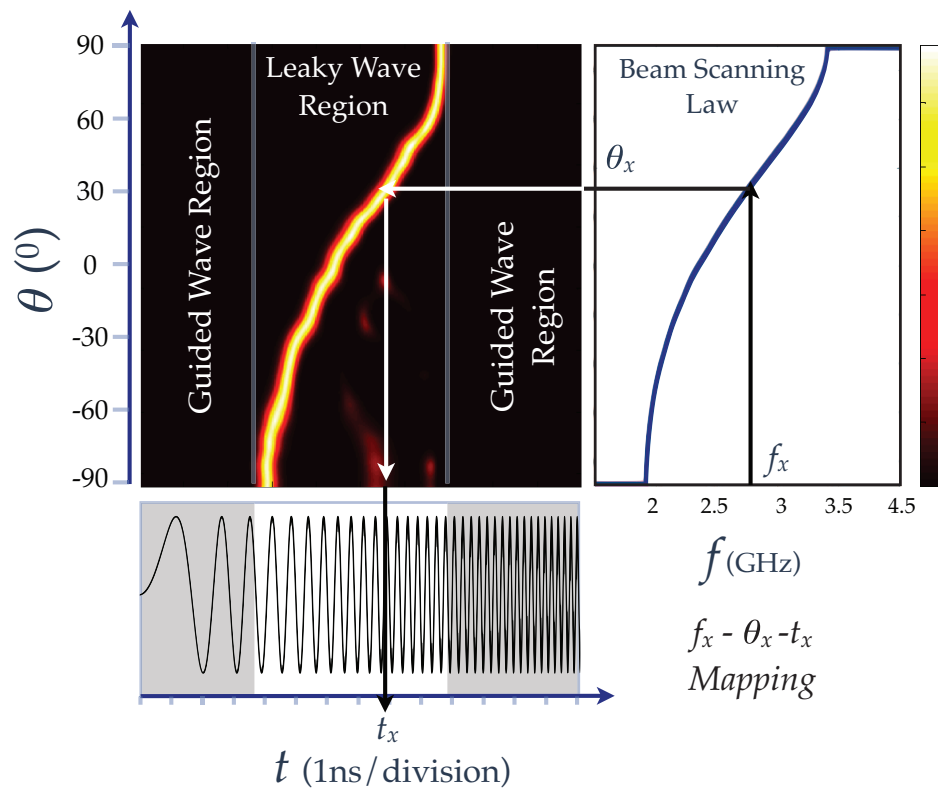 90
60
30
0
-30
-60
-90
θ (⁰)
Guided Wave Region
Leaky Wave
Region
Guided Wave
Region
Beam Scanning
Law
θₓ
fₓ
2 2.5 3 3.5 4.5
f (GHz)
fₓ - θₓ -tₓ
Mapping
tₓ
t (1ns/division)